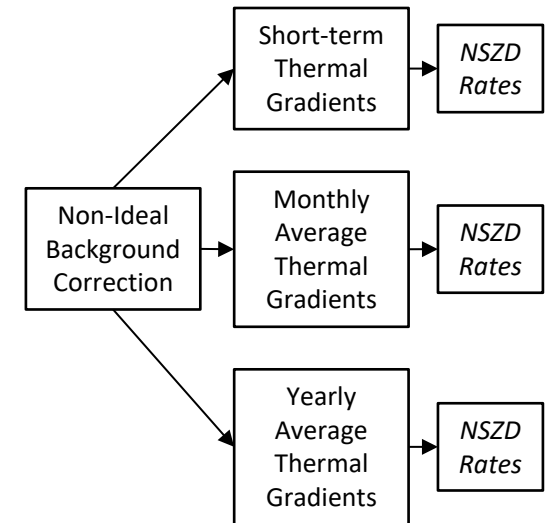 Short-term
Thermal
Gradients
NSZD
Rates
Non-Ideal
Background
Correction
Monthly
Average
Thermal
Gradients
NSZD
Rates
Yearly
Average
Thermal
Gradients
NSZD
Rates